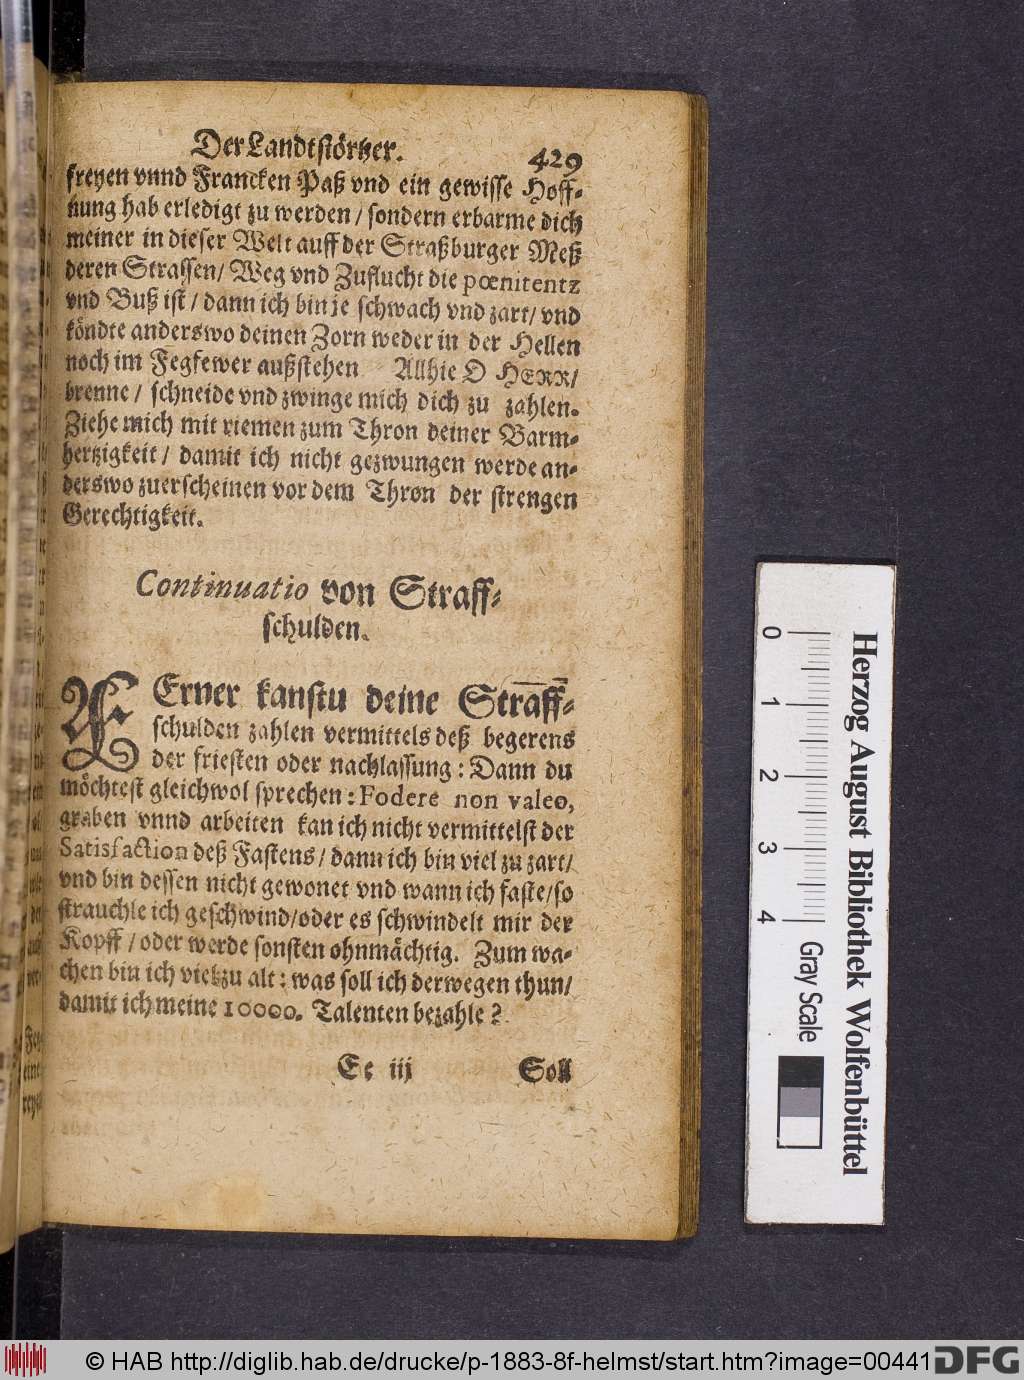 Der Landtstörtzer. 429
freyen vnnd Francken Paß vnd ein gewisse Hoff-
nung hab erledigt zu werden / sondern erbarme dich
meiner in dieser Welt auff der Straßburger Meß
deren Strassen / Weg vnd Zuflucht die pœnitentz
vnd Buß ist / dann ich bin je schwach vnd zart / vnd
köndte anderswo deinen Zorn weder in der Hellen
noch im Fegfewer außstehen Allhie O HERR /
brenne / schneide vnd zwinge mich dich zu zahlen.
Ziehe mich mit riemen zum Thron deiner Barm-
hertzigkeit / damit ich nicht gezwungen werde an-
derswo zuerscheinen vor dem Thron der strengen
Gerechtigkeit.
Continuatio von Straff-
schulden.
FErner kanstu deine Straff-
schulden zahlen vermittels deß begerens
der friesten oder nachlassung : Dann du
möchtest gleichwol sprechen : Fodere non valeo,
graben vnnd arbeiten kan ich nicht vermittelst der
Satisfaction deß Fastens / dann ich bin viel zu zart /
vnd bin dessen nicht gewonet vnd wann ich faste / so
strauchle ich geschwind / oder es schwindelt mir der
Kopff / oder werde sonsten ohnmächtig. Zum wa-
chen bin ich viel zu alt : was soll ich derwegen thun /
damit ich meine 10000. Talenten bezahle ?
Ee iij Soll
0 1 2 3 4 Gray Scale
Herzog August Bibliothek Wolfenbüttel
© HAB http://diglib.hab.de/drucke/p-1883-8f-helmst/start.htm?image=00441
DFG